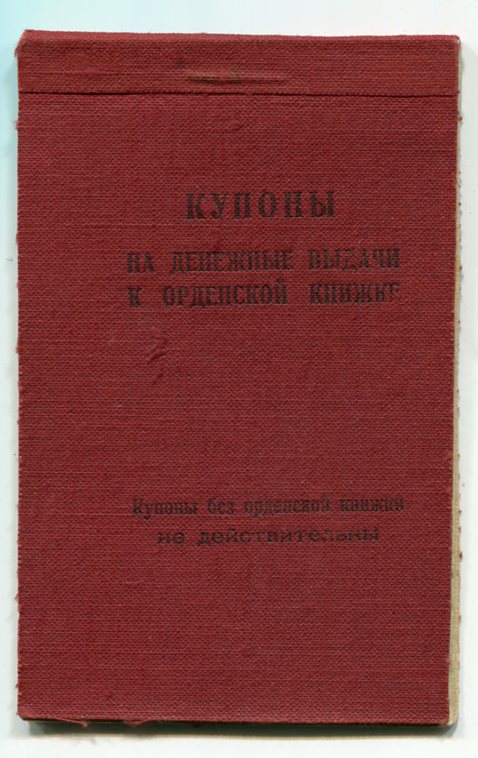 КУПОНЫ
НА ДЕНЕЖНЫЕ ВЫДАЧИ
К ОРДЕНСКОЙ КНИЖКЕ
Купоны без орденской книжки
не действительны